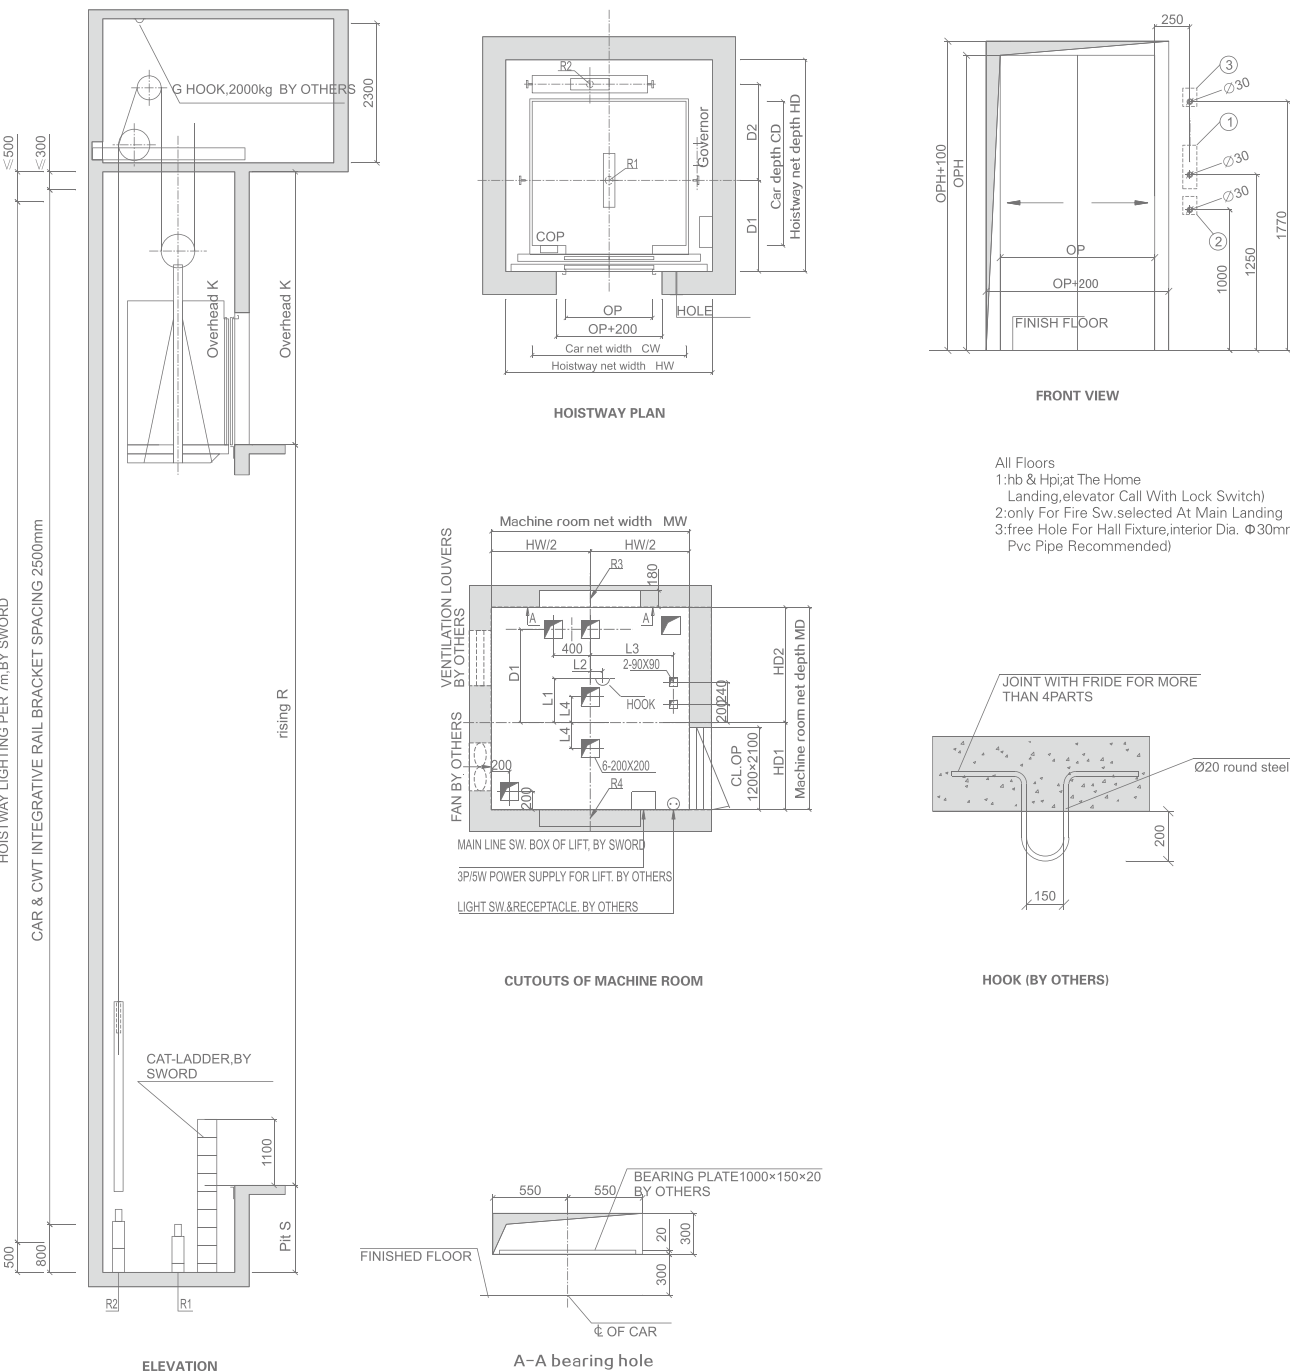 ≤500
≤300
G HOOK,2000kg BY OTHERS
2300
Overhead K
Overhead K
HOISTWAY LIGHTING PER 7m,BY SWORD
CAR & CWT INTEGRATIVE RAIL BRACKET SPACING 2500mm
rising R
CAT-LADDER,BY
SWORD
1100
Pit S
500
800
R2
R1
ELEVATION
R2
Governor
R1
COP
D2
D1
Car depth CD
Hoistway net depth HD
OP
HOLE
OP+200
Car net width CW
Hoistway net width HW
HOISTWAY PLAN
250
3
Ø30
1
Ø30
Ø30
2
OPH+100
OPH
OP
OP+200
FINISH FLOOR
1000
1250
1770
FRONT VIEW
All Floors
1:hb & Hpi;at The Home
Landing,elevator Call With Lock Switch)
2:only For Fire Sw.selected At Main Landing
3:free Hole For Hall Fixture,interior Dia. Φ30mm
Pvc Pipe Recommended)
Machine room net width MW
HW/2
HW/2
R3
180
VENTILATION LOUVERS
BY OTHERS
A
A
400
L3
L2
2-90X90
D1
L1
L4
L4
HOOK
240
200
HD2
HD1
Machine room net depth MD
FAN BY OTHERS
200
200
6-200X200
R4
CL.OP
1200×2100
MAIN LINE SW. BOX OF LIFT, BY SWORD
3P/5W POWER SUPPLY FOR LIFT. BY OTHERS
LIGHT SW.&RECEPTACLE. BY OTHERS
CUTOUTS OF MACHINE ROOM
JOINT WITH FRIDE FOR MORE
THAN 4PARTS
Ø20 round steel
200
150
HOOK (BY OTHERS)
BEARING PLATE1000×150×20
BY OTHERS
550
550
20
300
300
FINISHED FLOOR
℄ OF CAR
A-A bearing hole